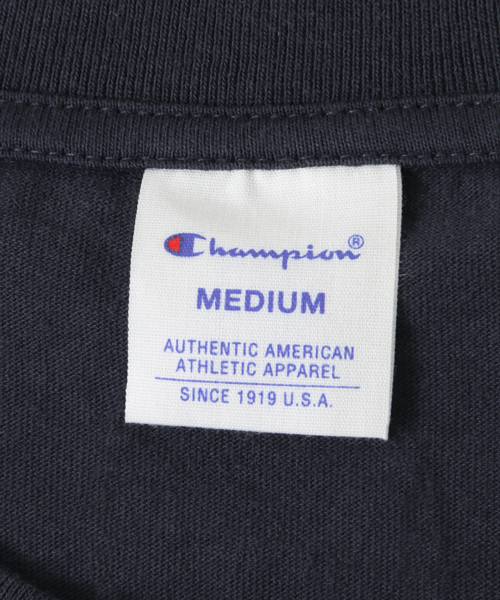 Champion®
MEDIUM
AUTHENTIC AMERICAN
ATHLETIC APPAREL
SINCE 1919 U.S.A.